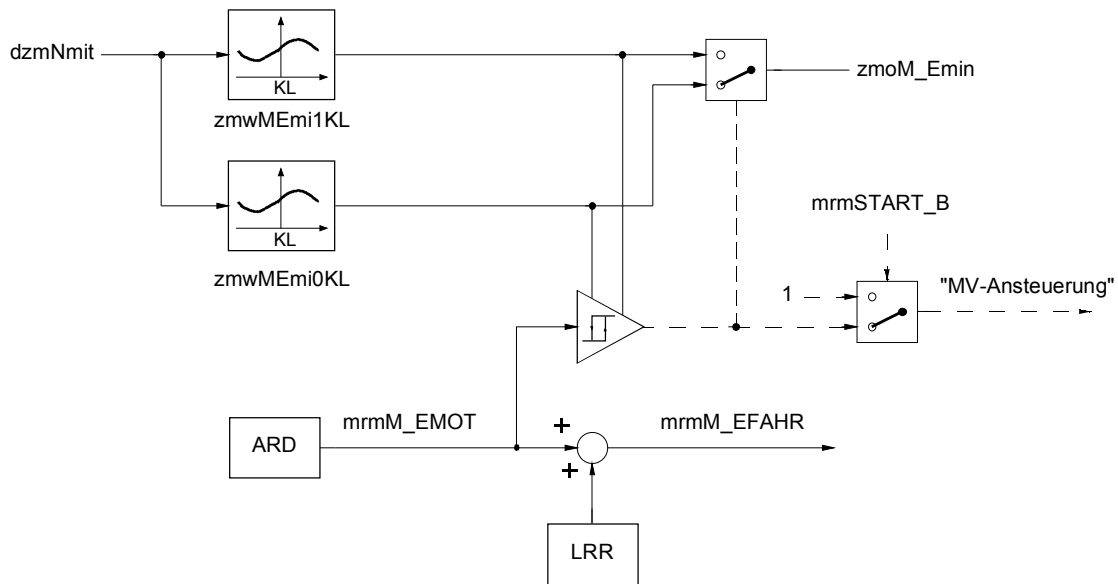 dzmNmit
KL
zmwMEmi1KL
zmoM_Emin
KL
zmwMEmi0KL
mrmSTART_B
1
"MV-Ansteuerung"
ARD
mrmM_EMOT
+
+
mrmM_EFAHR
LRR